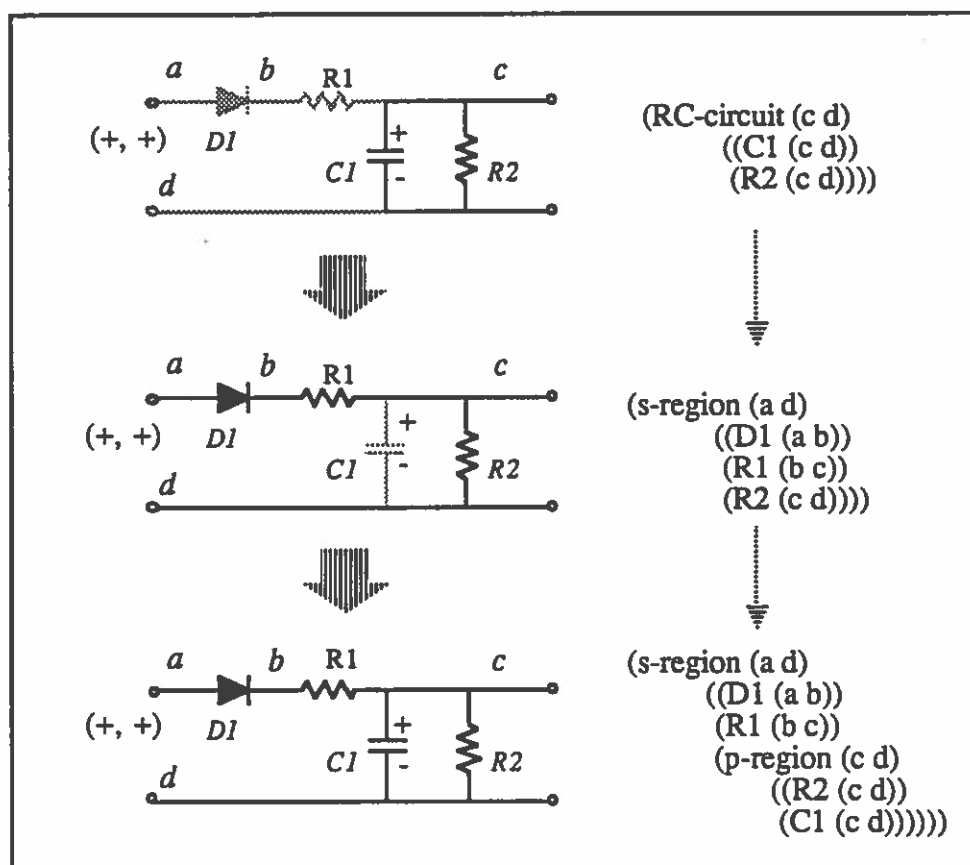 a b R1 c
(+, +) D1 C1 + - R2
d
(RC-circuit (c d)
((C1 (c d))
(R2 (c d))))
a b R1 c
(+, +) D1 C1 + - R2
d
(s-region (a d)
((D1 (a b))
(R1 (b c))
(R2 (c d))))
a b R1 c
(+, +) D1 C1 + - R2
d
(s-region (a d)
((D1 (a b))
(R1 (b c))
(p-region (c d)
((R2 (c d))
(C1 (c d))))))